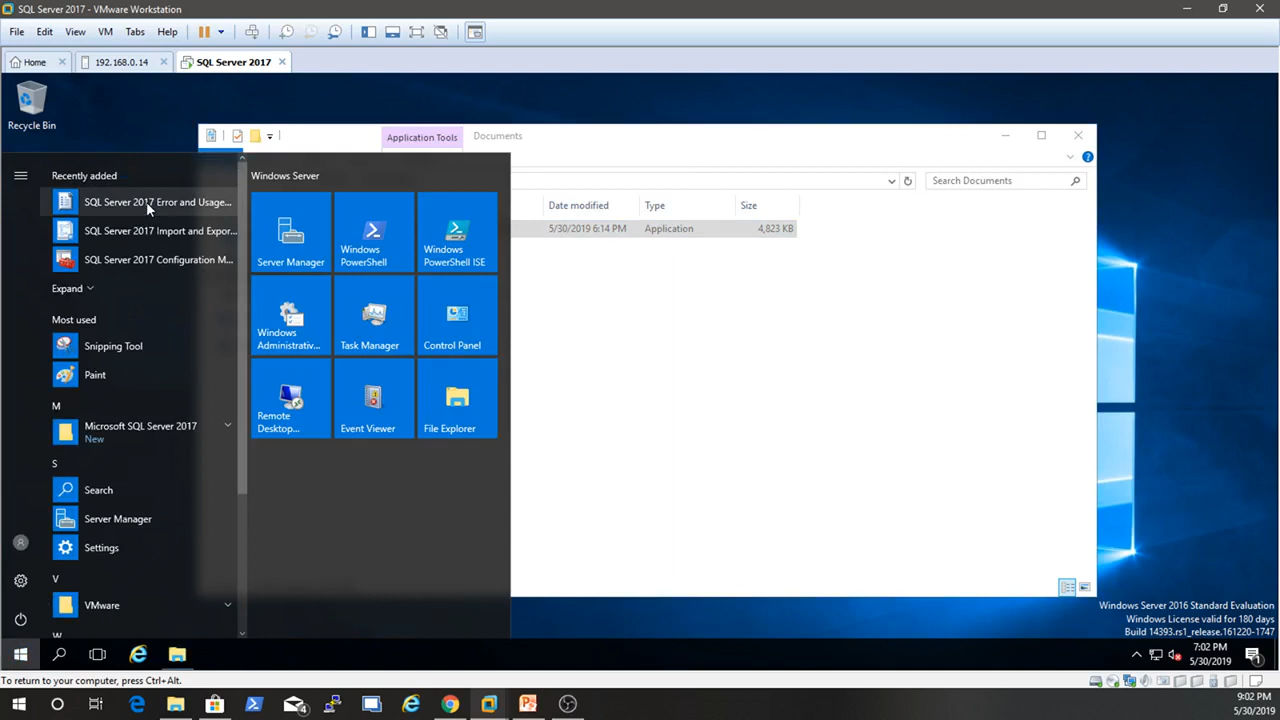 SQL Server 2017 - VMware Workstation
File Edit View VM Tabs Help
Home 192.168.0.14 SQL Server 2017
Recycle Bin
Application Tools Documents
Search Documents
Date modified Type Size
5/30/2019 6:14 PM Application 4,823 KB
Recently added
SQL Server 2017 Error and Usage...
SQL Server 2017 Import and Expor...
SQL Server 2017 Configuration M...
Expand
Most used
Snipping Tool
Paint
M
Microsoft SQL Server 2017
New
S
Search
Server Manager
Settings
V
VMware
W
Windows Server
Server Manager
Windows
PowerShell
Windows
PowerShell ISE
Windows
Administrativ...
Task Manager
Control Panel
Remote
Desktop...
Event Viewer
File Explorer
Windows Server 2016 Standard Evaluation
Windows License valid for 180 days
Build 14393.rs1_release.161220-1747
7:02 PM
5/30/2019
1
To return to your computer, press Ctrl+Alt.
4
9:02 PM
5/30/2019